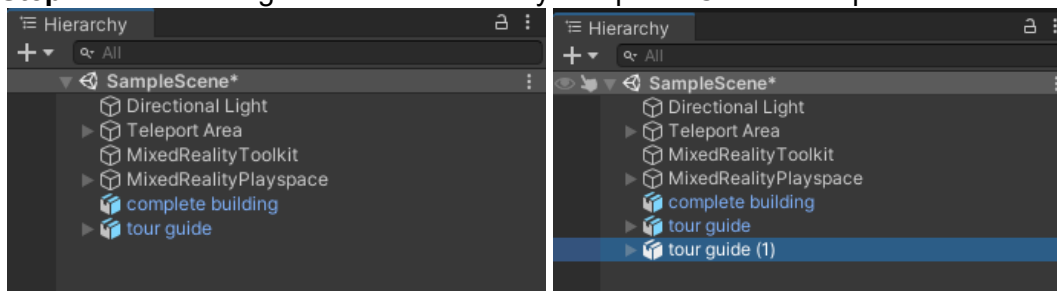 Hierarchy
All
SampleScene*
Directional Light
Teleport Area
MixedRealityToolkit
MixedRealityPlayspace
complete building
tour guide
Hierarchy
All
SampleScene*
Directional Light
Teleport Area
MixedRealityToolkit
MixedRealityPlayspace
complete building
tour guide
tour guide (1)